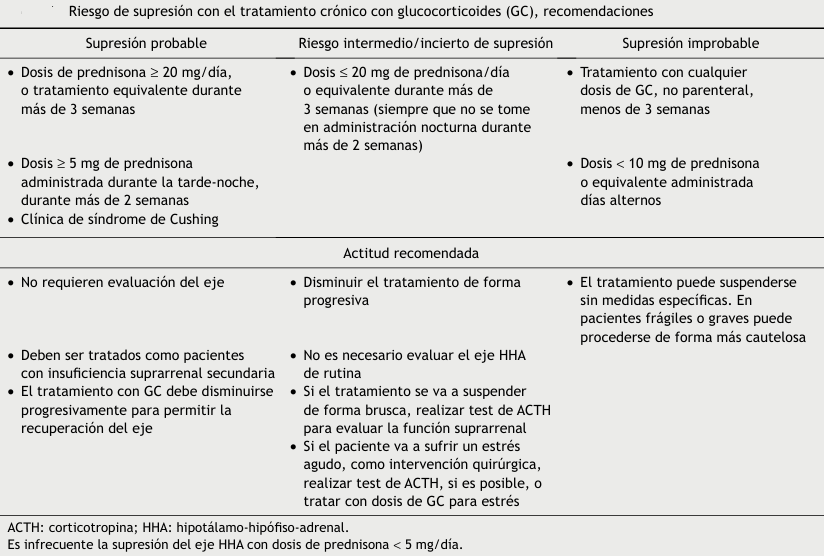 Riesgo de supresión con el tratamiento crónico con glucocorticoides (GC), recomendaciones
Supresión probable
• Dosis de prednisona ≥ 20 mg/día,
o tratamiento equivalente durante
más de 3 semanas
• Dosis ≥ 5 mg de prednisona
administrada durante la tarde-noche,
durante más de 2 semanas
• Clínica de síndrome de Cushing
Riesgo intermedio/incierto de supresión
• Dosis ≤ 20 mg de prednisona/día
o equivalente durante más de
3 semanas (siempre que no se tome
en administración nocturna durante
más de 2 semanas)
Supresión improbable
• Tratamiento con cualquier
dosis de GC, no parenteral,
menos de 3 semanas
• Dosis < 10 mg de prednisona
o equivalente administrada
días alternos
Actitud recomendada
• No requieren evaluación del eje
• Deben ser tratados como pacientes
con insuficiencia suprarrenal secundaria
• El tratamiento con GC debe disminuirse
progresivamente para permitir la
recuperación del eje
• Disminuir el tratamiento de forma
progresiva
• No es necesario evaluar el eje HHA
de rutina
• Si el tratamiento se va a suspender
de forma brusca, realizar test de ACTH
para evaluar la función suprarrenal
• Si el paciente va a sufrir un estrés
agudo, como intervención quirúrgica,
realizar test de ACTH, si es posible, o
tratar con dosis de GC para estrés
• El tratamiento puede suspenderse
sin medidas específicas. En
pacientes frágiles o graves puede
procederse de forma más cautelosa
ACTH: corticotropina; HHA: hipotálamo-hipófiso-adrenal.
Es infrecuente la supresión del eje HHA con dosis de prednisona < 5 mg/día.